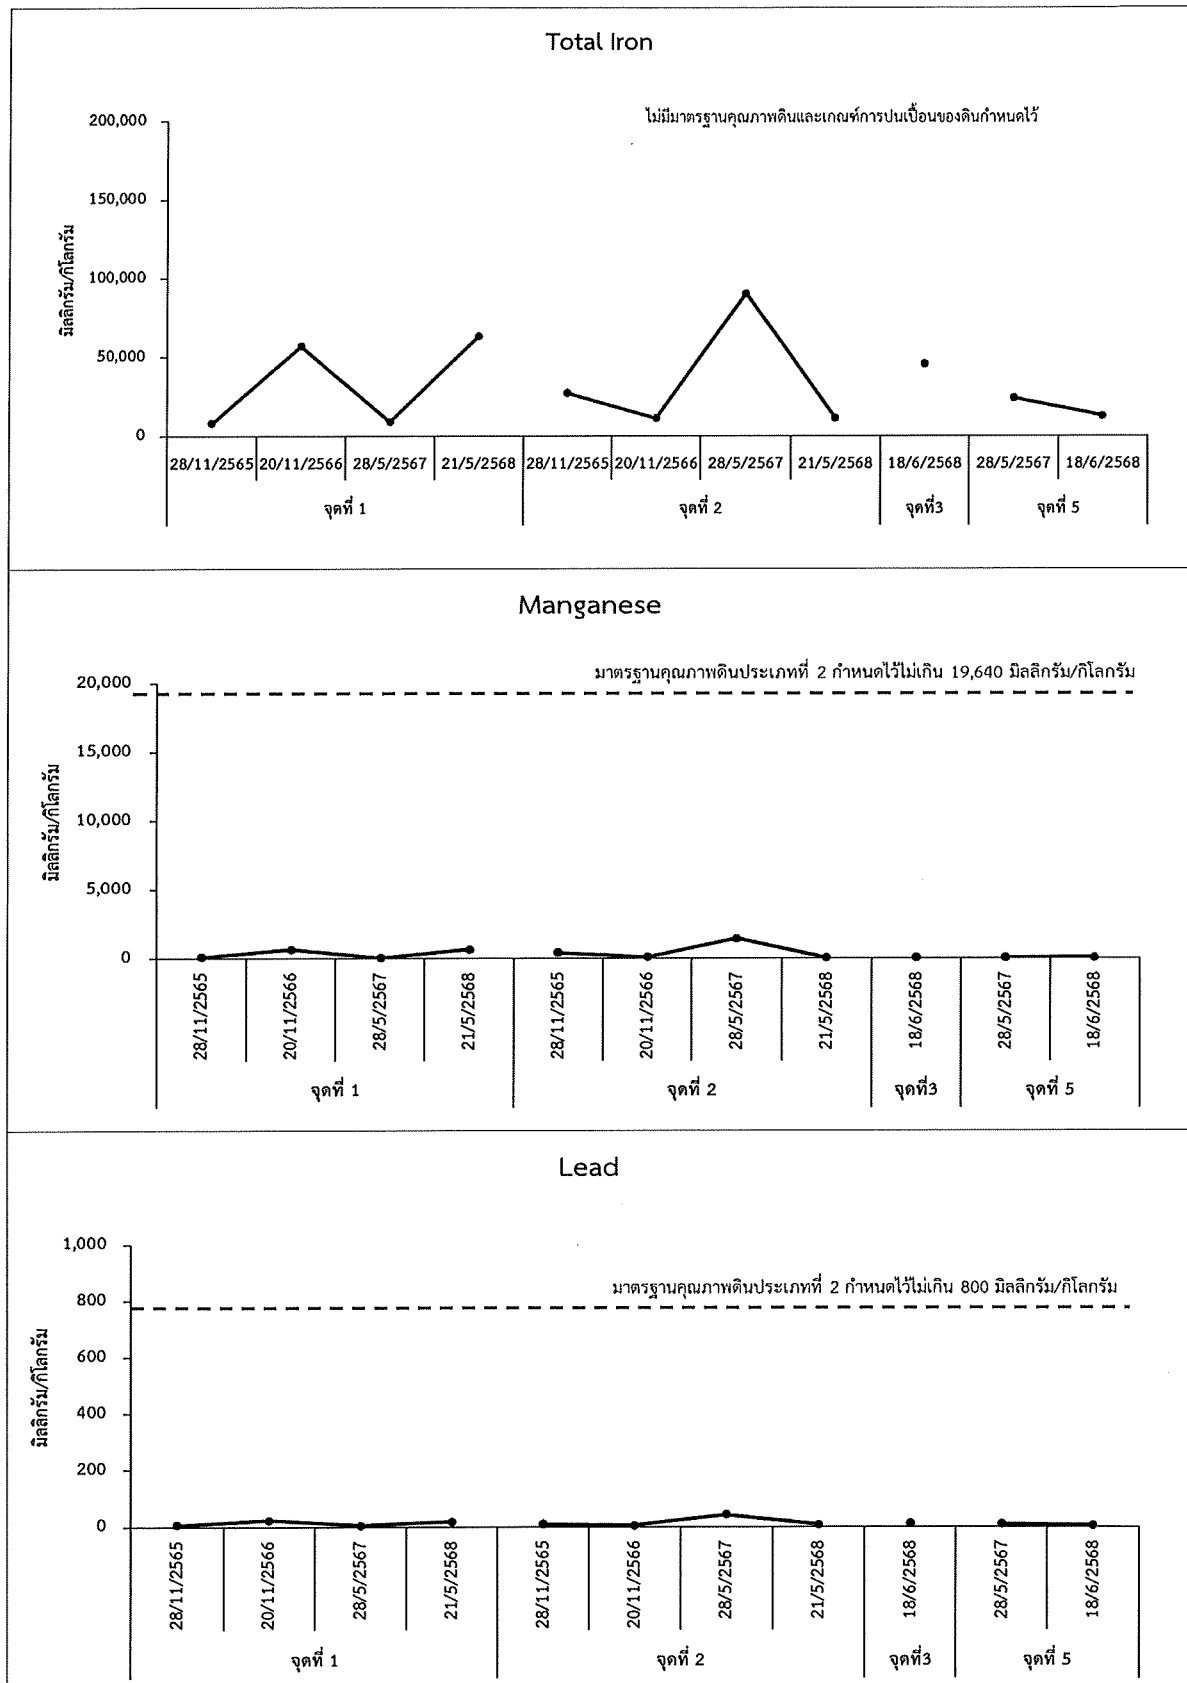 Total Iron
ไม่มีมาตรฐานคุณภาพดินและเกณฑ์การปนเปื้อนของดินกำหนดไว้
มิลลิกรัม/กิโลกรัม
200,000
150,000
100,000
50,000
0
28/11/2565 20/11/2566 28/5/2567 21/5/2568 28/11/2565 20/11/2566 28/5/2567 21/5/2568 18/6/2568 28/5/2567 18/6/2568
จุดที่ 1 จุดที่ 2 จุดที่3 จุดที่ 5
Manganese
มาตรฐานคุณภาพดินประเภทที่ 2 กำหนดไว้ไม่เกิน 19,640 มิลลิกรัม/กิโลกรัม
มิลลิกรัม/กิโลกรัม
20,000
15,000
10,000
5,000
0
28/11/2565 20/11/2566 28/5/2567 21/5/2568 28/11/2565 20/11/2566 28/5/2567 21/5/2568 18/6/2568 28/5/2567 18/6/2568
จุดที่ 1 จุดที่ 2 จุดที่3 จุดที่ 5
Lead
มาตรฐานคุณภาพดินประเภทที่ 2 กำหนดไว้ไม่เกิน 800 มิลลิกรัม/กิโลกรัม
มิลลิกรัม/กิโลกรัม
1,000
800
600
400
200
0
28/11/2565 20/11/2566 28/5/2567 21/5/2568 28/11/2565 20/11/2566 28/5/2567 21/5/2568 18/6/2568 28/5/2567 18/6/2568
จุดที่ 1 จุดที่ 2 จุดที่3 จุดที่ 5